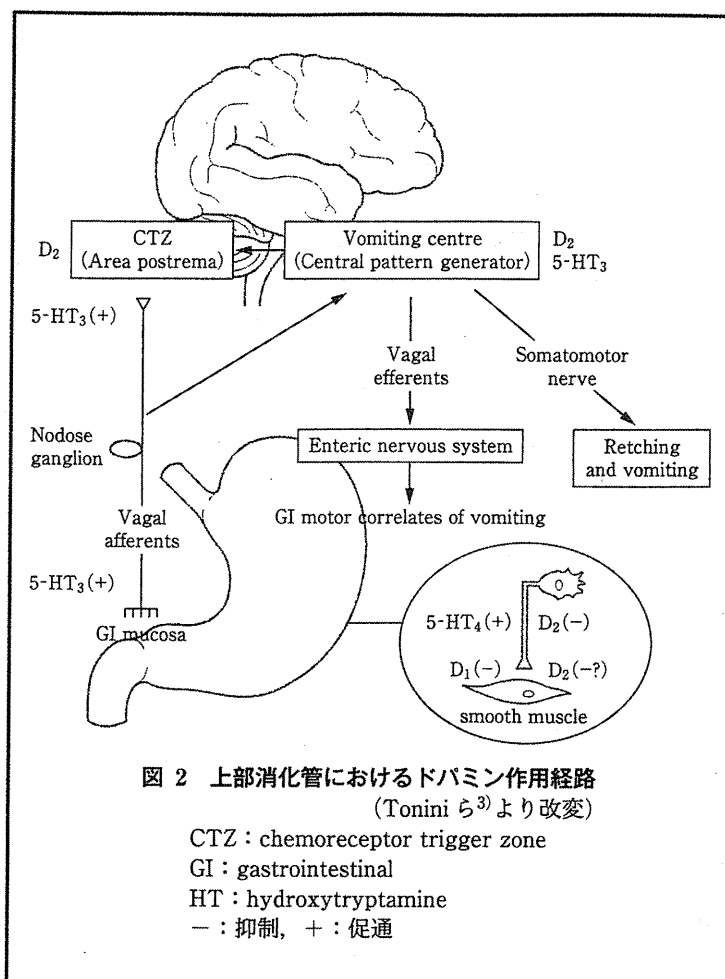 D₂
CTZ
(Area postrema)
Vomiting centre
(Central pattern generator)
D₂
5-HT₃
5-HT₃(+)
Vagal
efferents
Somatomotor
nerve
Nodose
ganglion
Enteric nervous system
Retching
and vomiting
Vagal
afferents
GI motor correlates of vomiting
5-HT₃(+)
GI mucosa
5-HT₄(+)
D₂(−)
D₁(−)
D₂(−?)
smooth muscle
図 2 上部消化管におけるドパミン作用経路
(Tonini ら³⁾より改変)
CTZ:chemoreceptor trigger zone
GI:gastrointestinal
HT:hydroxytryptamine
−:抑制,+:促通